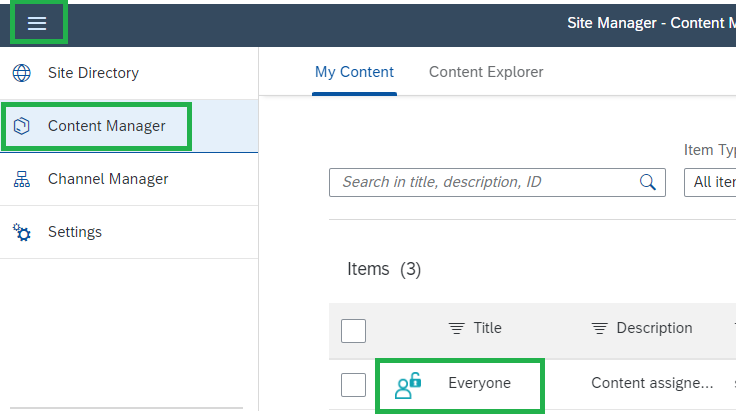 Site Manager - Content M
Site Directory
Content Manager
Channel Manager
Settings
My Content
Content Explorer
Item Typ
Search in title, description, ID
All iten
Items (3)
Title
Description
Everyone
Content assigne...